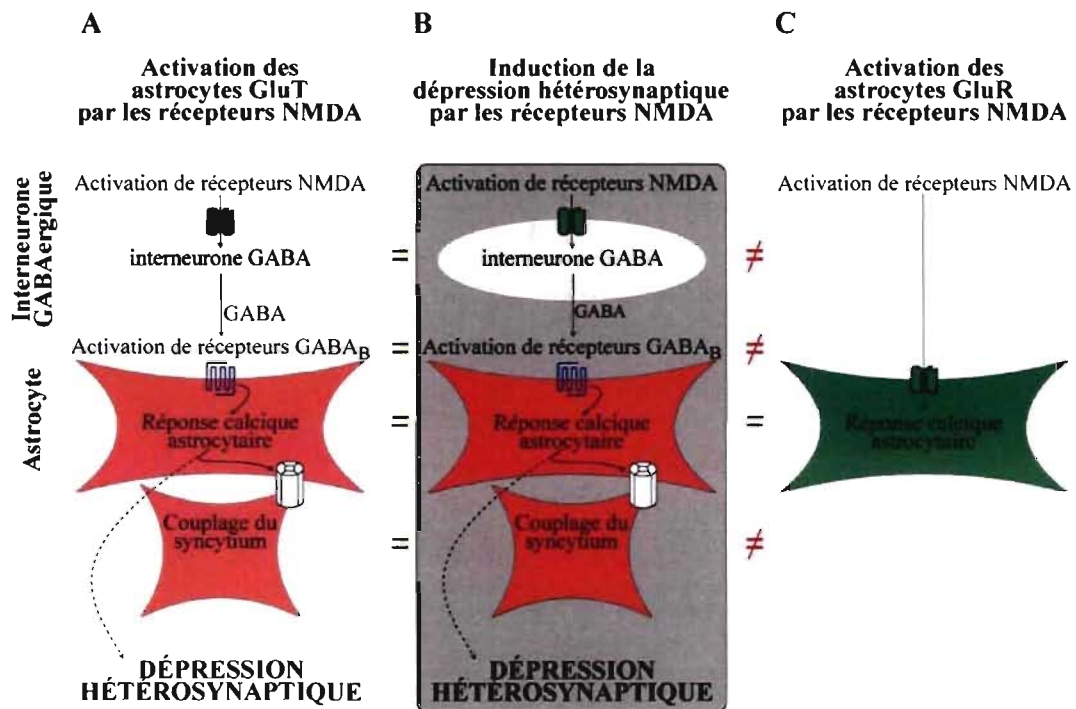 A
Activation des
astrocytes GluT
par les récepteurs NMDA
Interneurone
GABAergique
Activation de récepteurs NMDA
interneurone GABA
GABA
Activation de récepteurs GABAB
Astrocyte
Réponse calcique
astrocytaire
Couplage du
syncytium
DÉPRESSION
HÉTÉROSYNAPTIQUE
=
=
=
=
B
Induction de la
dépression hétérosynaptique
par les récepteurs NMDA
Activation de récepteurs NMDA
interneurone GABA
GABA
Activation de récepteurs GABAB
Réponse calcique
astrocytaire
Couplage du
syncytium
DÉPRESSION
HÉTÉROSYNAPTIQUE
≠
≠
=
≠
C
Activation des
astrocytes GluR
par les récepteurs NMDA
Activation de récepteurs NMDA
Réponse calcique
astrocytaire